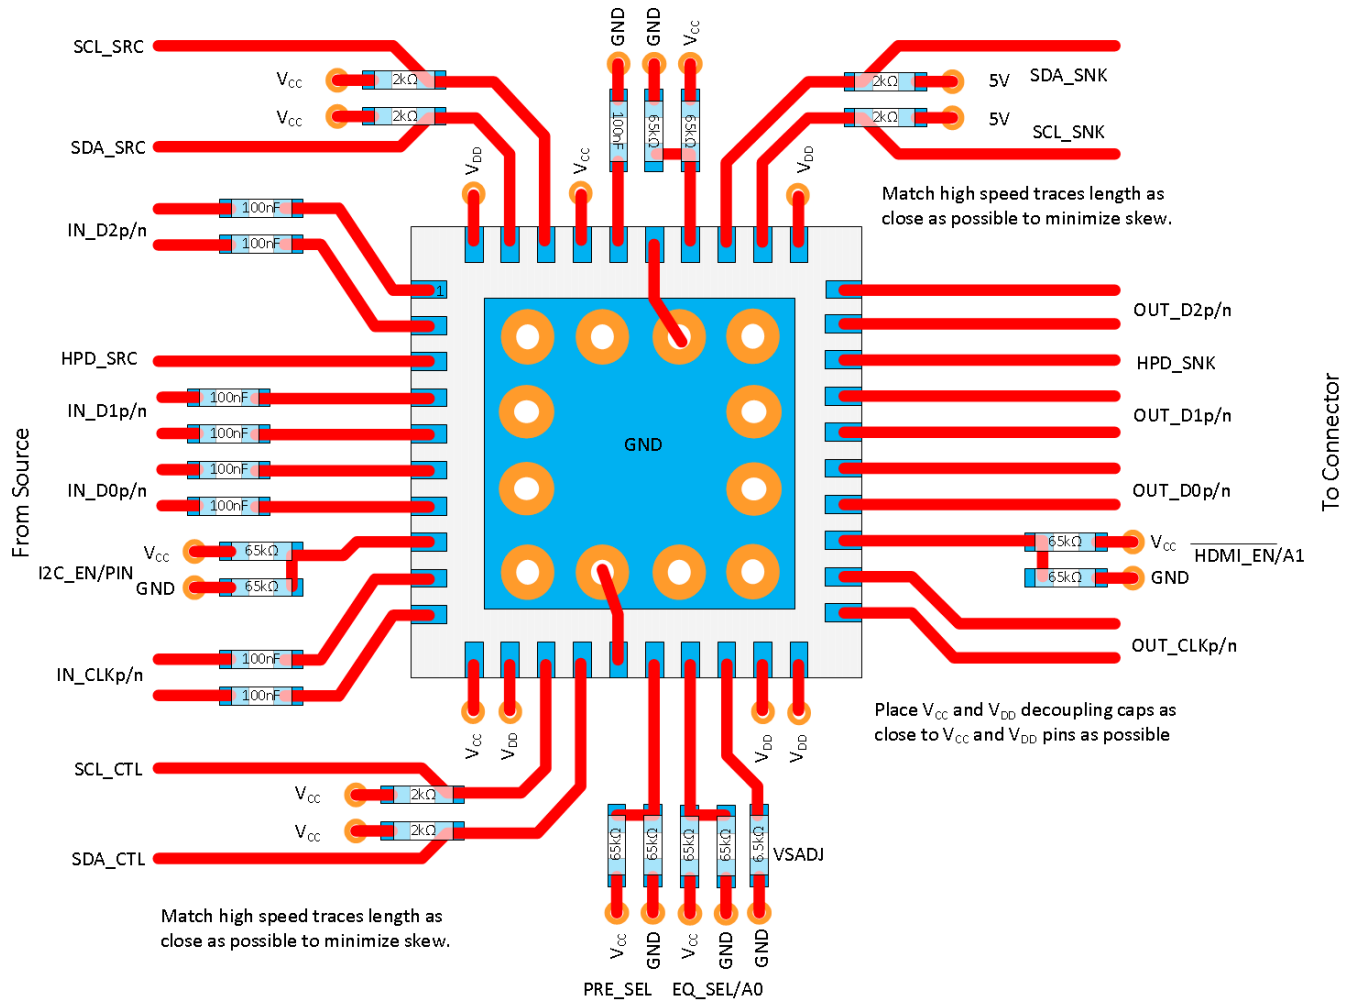 GND
GND
VCC
SCL_SRC
VCC
2kΩ
VCC
2kΩ
SDA_SRC
VDD
VCC
100nF
65kΩ
65kΩ
2kΩ
5V
SDA_SNK
2kΩ
5V
SCL_SNK
VDD
Match high speed traces length as
close as possible to minimize skew.
IN_D2p/n
100nF
100nF
1
HPD_SRC
IN_D1p/n
100nF
100nF
IN_D0p/n
100nF
100nF
From Source
VCC
65kΩ
I2C_EN/PIN
GND
65kΩ
IN_CLKp/n
100nF
100nF
GND
OUT_D2p/n
HPD_SNK
OUT_D1p/n
OUT_D0p/n
To Connector
65kΩ
VCC
HDMI_EN/A1
65kΩ
GND
OUT_CLKp/n
Place VCC and VDD decoupling caps as
close to VCC and VDD pins as possible
VCC
VDD
VDD
VDD
SCL_CTL
VCC
2kΩ
VCC
2kΩ
SDA_CTL
65kΩ
65kΩ
65kΩ
65kΩ
6.5kΩ
VSADJ
Match high speed traces length as
close as possible to minimize skew.
VCC
GND
VCC
GND
GND
PRE_SEL
EQ_SEL/A0